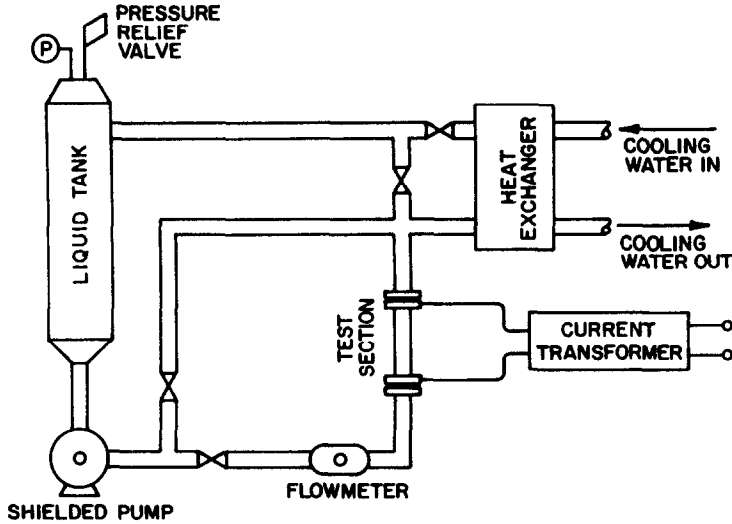 PRESSURE
RELIEF
VALVE
P
LIQUID TANK
HEAT
EXCHANGER
COOLING
WATER IN
COOLING
WATER OUT
TEST
SECTION
CURRENT
TRANSFORMER
FLOWMETER
SHIELDED PUMP